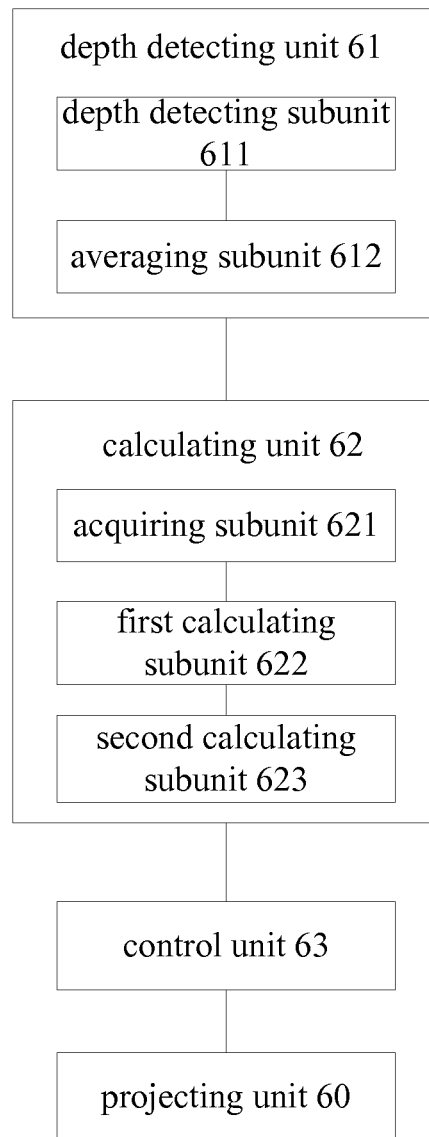 depth detecting unit 61
depth detecting subunit
611
averaging subunit 612
calculating unit 62
acquiring subunit 621
first calculating
subunit 622
second calculating
subunit 623
control unit 63
projecting unit 60